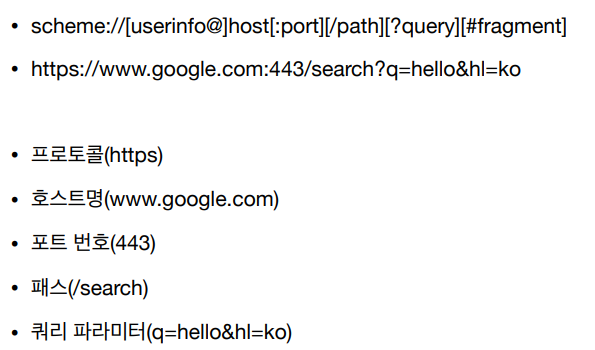 • scheme://[userinfo@]host[:port][/path][?query][#fragment]
• https://www.google.com:443/search?q=hello&hl=ko
• 프로토콜(https)
• 호스트명(www.google.com)
• 포트 번호(443)
• 패스(/search)
• 쿼리 파라미터(q=hello&hl=ko)